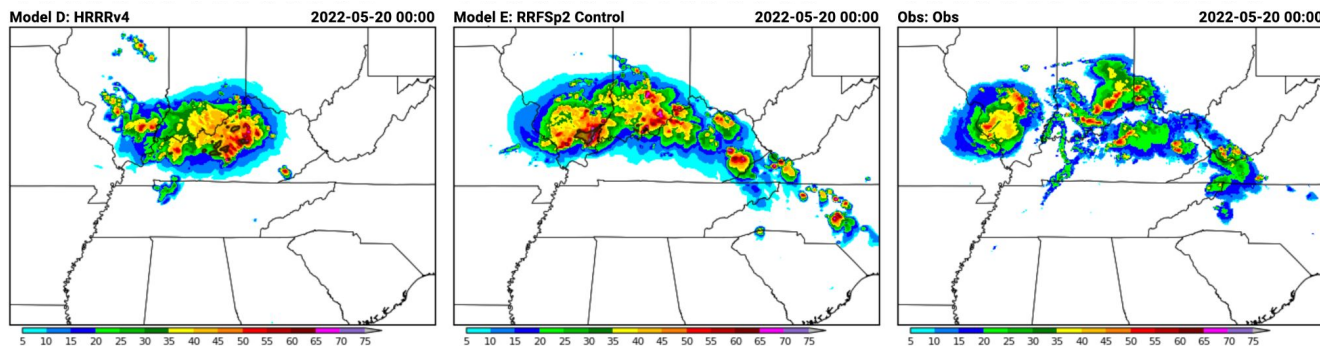 Model D: HRRRv4 2022-05-20 00:00
Model E: RRFSp2 Control 2022-05-20 00:00
Obs: Obs 2022-05-20 00:00
5 10 15 20 25 30 35 40 45 50 55 60 65 70 75
5 10 15 20 25 30 35 40 45 50 55 60 65 70 75
5 10 15 20 25 30 35 40 45 50 55 60 65 70 75